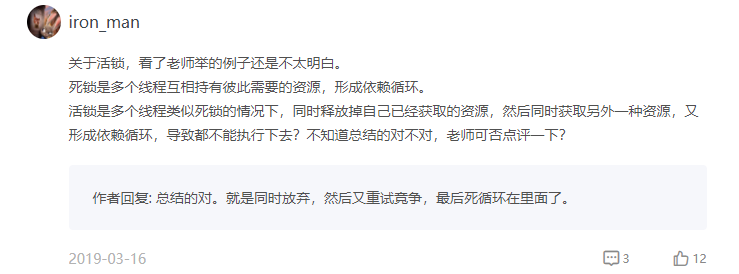 iron_man
关于活锁，看了老师举的例子还是不太明白。
死锁是多个线程互相持有彼此需要的资源，形成依赖循环。
活锁是多个线程类似死锁的情况下，同时释放掉自己已经获取的资源，然后同时获取另外一种资源，又
形成依赖循环，导致都不能执行下去？不知道总结的对不对，老师可否点评一下？
作者回复: 总结的对。就是同时放弃，然后又重试竞争，最后死循环在里面了。
2019-03-16
3
12